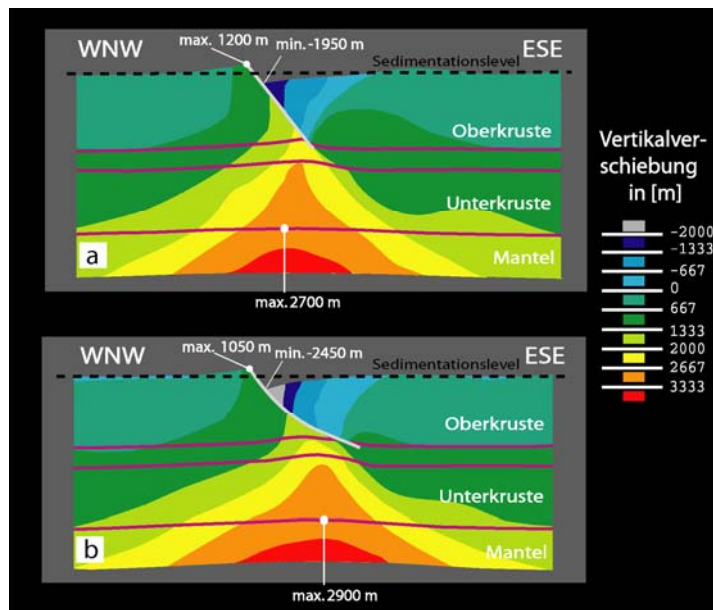 WNW
max. 1200 m
min.-1950 m
ESE
Sedimentationslevel
Oberkruste
Unterkruste
Mantel
a
max.2700 m
WNW
max. 1050 m
min.-2450 m
ESE
Sedimentationslevel
Oberkruste
Unterkruste
Mantel
b
max.2900 m
Vertikalver-
schiebung
in [m]
-2000
-1333
-667
0
667
1333
2000
2667
3333